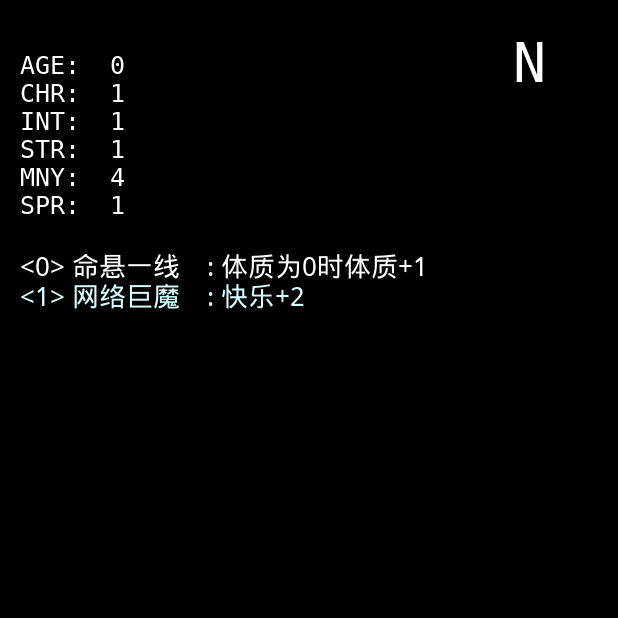 N
AGE: 0
CHR: 1
INT: 1
STR: 1
MNY: 4
SPR: 1
<0> 命悬一线 : 体质为0时体质+1
<1> 网络巨魔 : 快乐+2